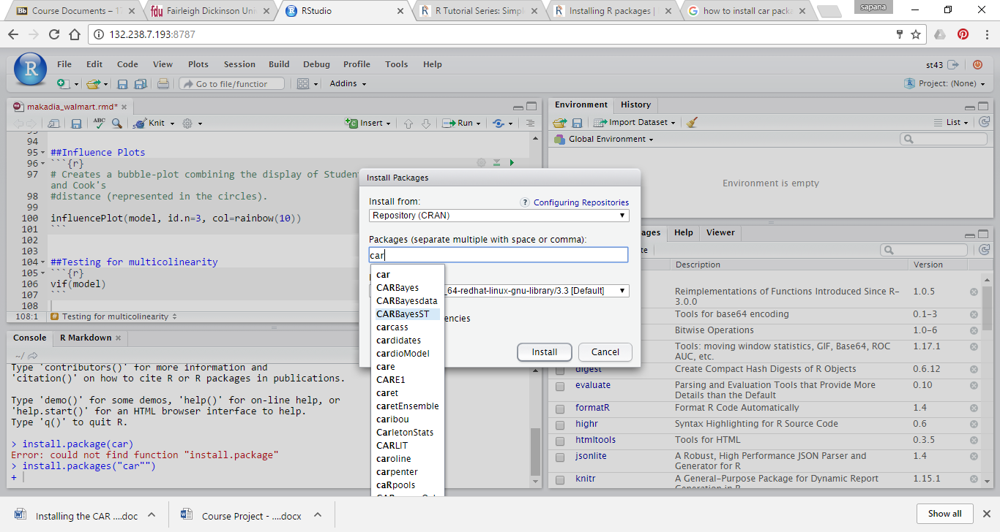 sapana
Bb Course Documents – 17
fdu Fairleigh Dickinson Uni
R RStudio
R R Tutorial Series: Simpl
R Installing R packages |
G how to install car packa
132.238.7.193:8787
R File Edit Code View Plots Session Build Debug Profile Tools Help
st43
Go to file/functior Addins
Project: (None)
makadia_walmart.rmd*
ABC Knit Insert Run
94
95 ##Influence Plots
96 ```{r}
97 # Creates a bubble-plot combining the display of Studen
and Cook's
98 #distance (represented in the circles).
99
100 influencePlot(model, id.n=3, col=rainbow(10))
101 ```
102
103
104 ##Testing for multicolinearity
105 ```{r}
106 vif(model)
107 ```
108
108:1 # Testing for multicolinearity
Console R Markdown
~/
Type 'contributors()' for more information and
'citation()' on how to cite R or R packages in publications.
Type 'demo()' for some demos, 'help()' for on-line help, or
'help.start()' for an HTML browser interface to help.
Type 'q()' to quit R.
> install.package(car)
Error: could not find function "install.package"
> install.packages("car"")
+
Install Packages
Install from:
? Configuring Repositories
Repository (CRAN)
Packages (separate multiple with space or comma):
car
_64-redhat-linux-gnu-library/3.3 [Default]
encies
Install Cancel
car
CARBayes
CARBayesdata
CARBayesST
carcass
cardidates
cardioModel
care
CARE1
caret
caretEnsemble
caribou
CarletonStats
CARLIT
caroline
carpenter
caRpools
Environment History
Import Dataset
List
Global Environment
Environment is empty
ages Help Viewer
te
Description Version
Reimplementations of Functions Introduced Since R-
3.0.0
1.0.5
Tools for base64 encoding 0.1-3
Bitwise Operations 1.0-6
Tools: moving window statistics, GIF, Base64, ROC
AUC, etc.
1.17.1
digest Create Compact Hash Digests of R Objects 0.6.12
evaluate Parsing and Evaluation Tools that Provide More
Details than the Default
0.10
formatR Format R Code Automatically 1.4
highr Syntax Highlighting for R Source Code 0.6
htmltools Tools for HTML 0.3.5
jsonlite A Robust, High Performance JSON Parser and
Generator for R
1.4
knitr A General-Purpose Package for Dynamic Report
Generation in R
1.15.1
Installing the CAR ....doc
Course Project - ....docx
Show all